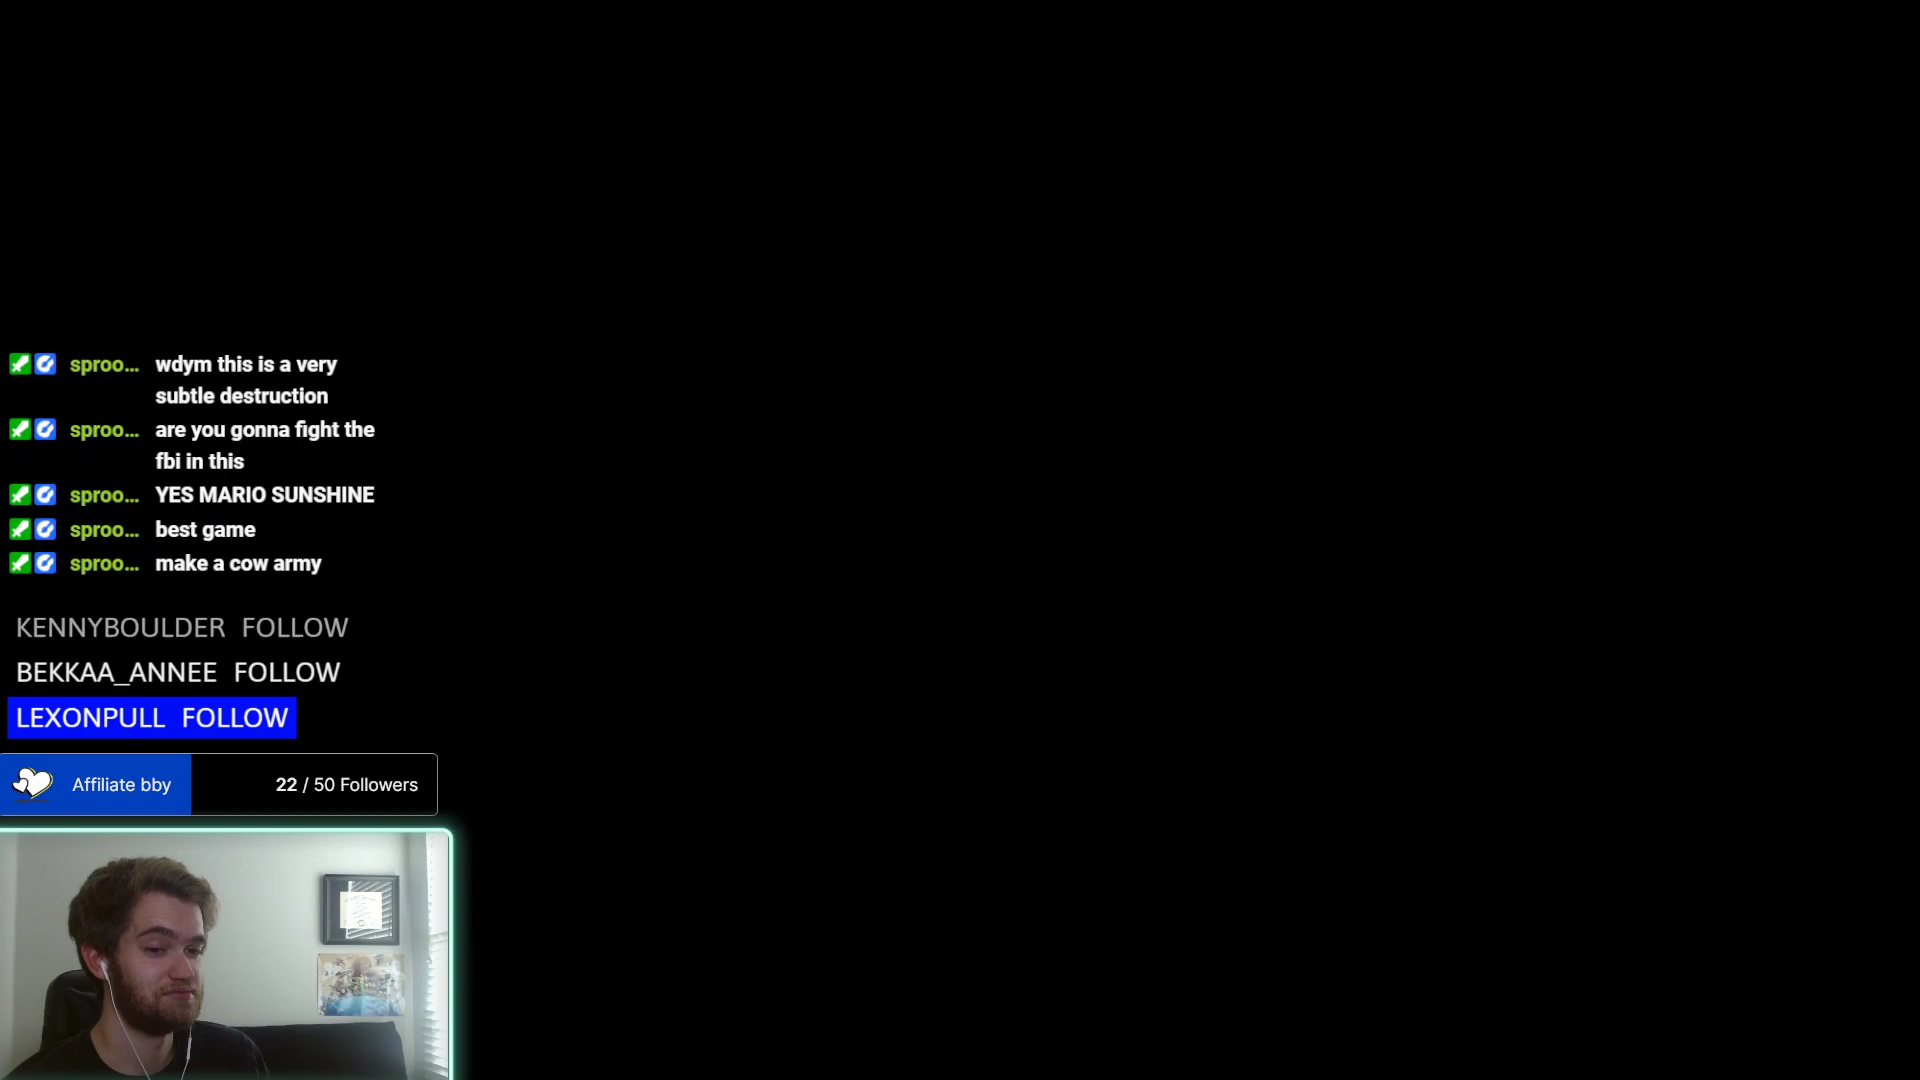 sproo... wdym this is a very
subtle destruction
sproo... are you gonna fight the
fbi in this
sproo... YES MARIO SUNSHINE
sproo... best game
sproo... make a cow army
KENNYBOULDER FOLLOW
BEKKAA_ANNEE FOLLOW
LEXONPULL FOLLOW
Affiliate bby 22 / 50 Followers